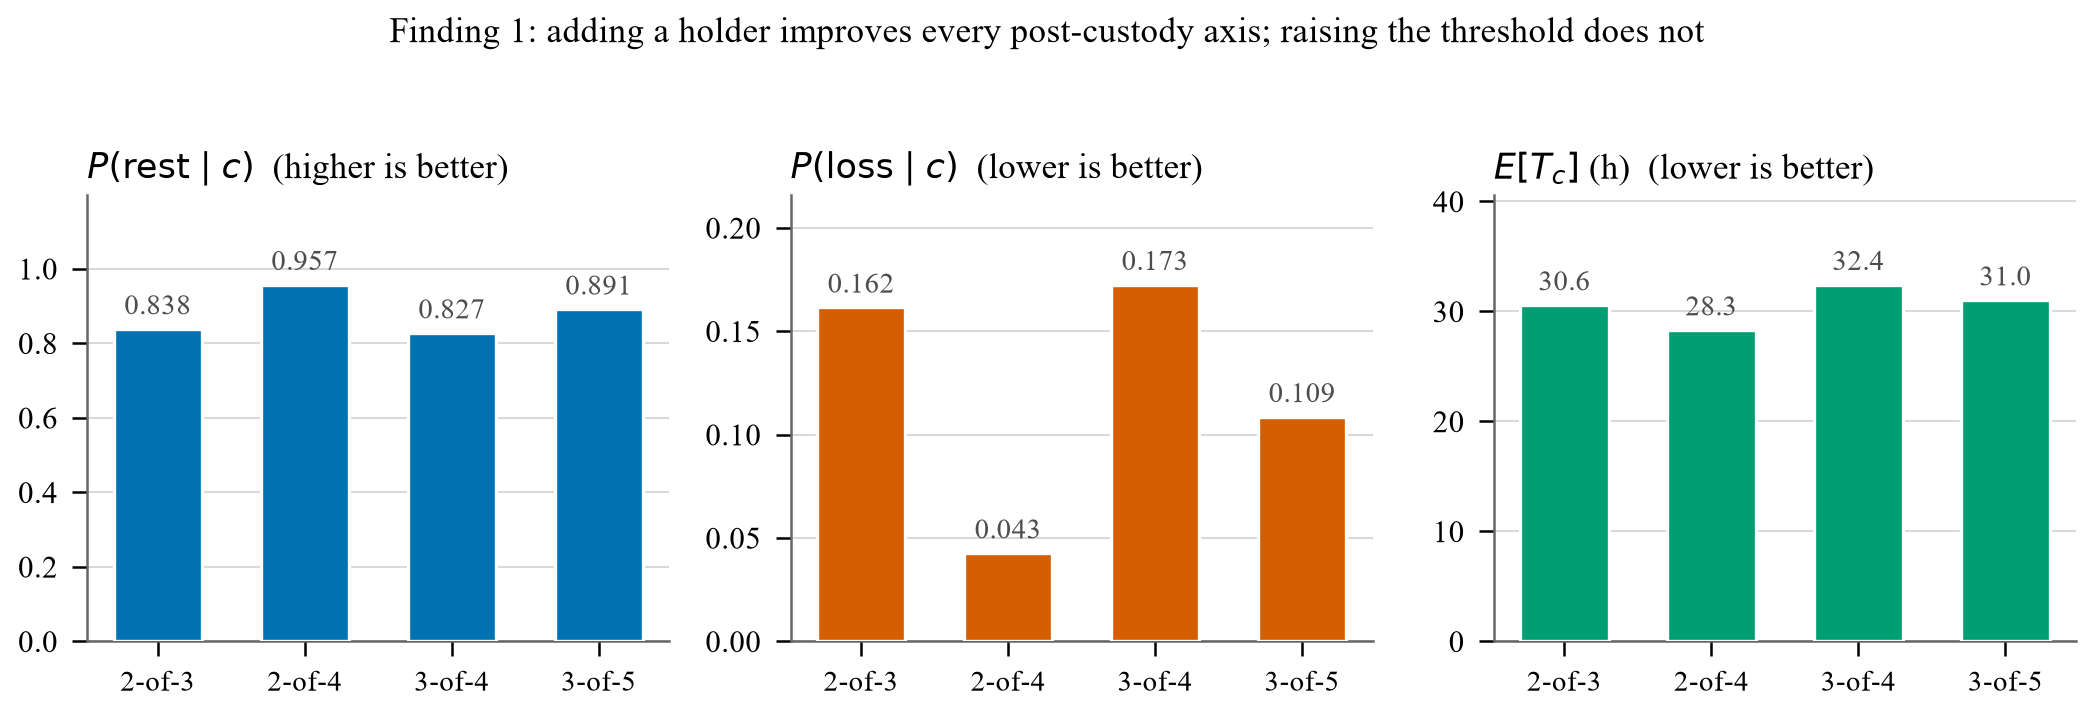 Finding 1: adding a holder improves every post-custody axis; raising the threshold does not
P(rest | c) (higher is better)
1.0
0.8
0.6
0.4
0.2
0.0
0.838
0.957
0.827
0.891
2-of-3
2-of-4
3-of-4
3-of-5
P(loss | c) (lower is better)
0.20
0.15
0.10
0.05
0.00
0.162
0.043
0.173
0.109
2-of-3
2-of-4
3-of-4
3-of-5
E[T_c] (h) (lower is better)
40
30
20
10
0
30.6
28.3
32.4
31.0
2-of-3
2-of-4
3-of-4
3-of-5